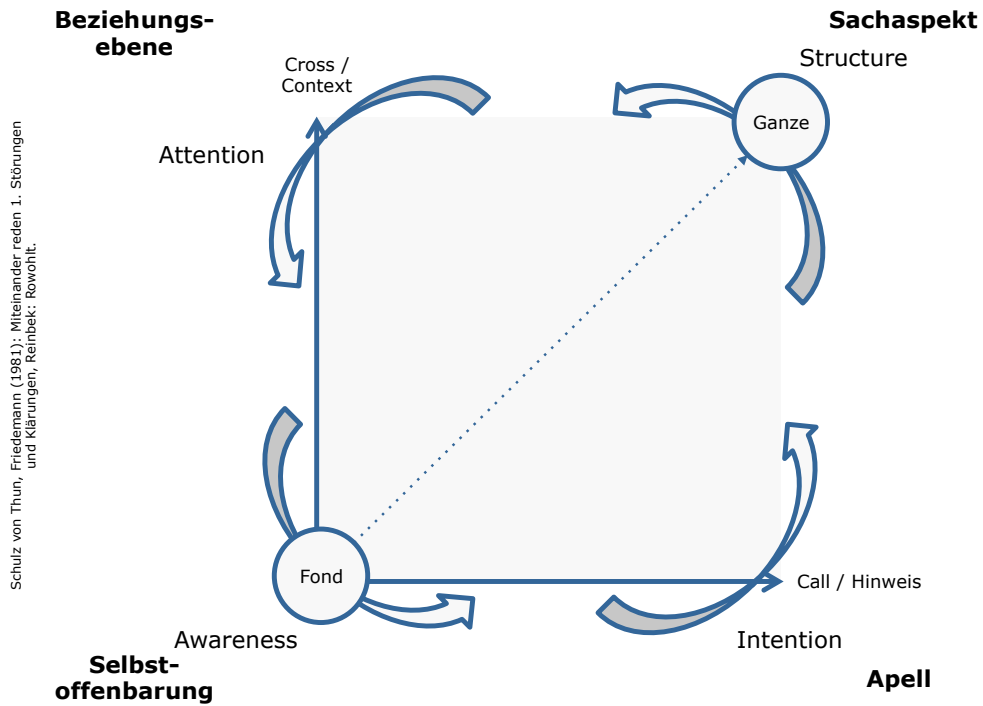 Beziehungs-
ebene
Sachaspekt
Structure
Cross /
Context
Ganze
Attention
Schulz von Thun, Friedemann (1981): Miteinander reden 1. Störungen
und Klärungen, Reinbek: Rowohlt.
Fond
Call / Hinweis
Awareness
Intention
Selbst-
offenbarung
Apell